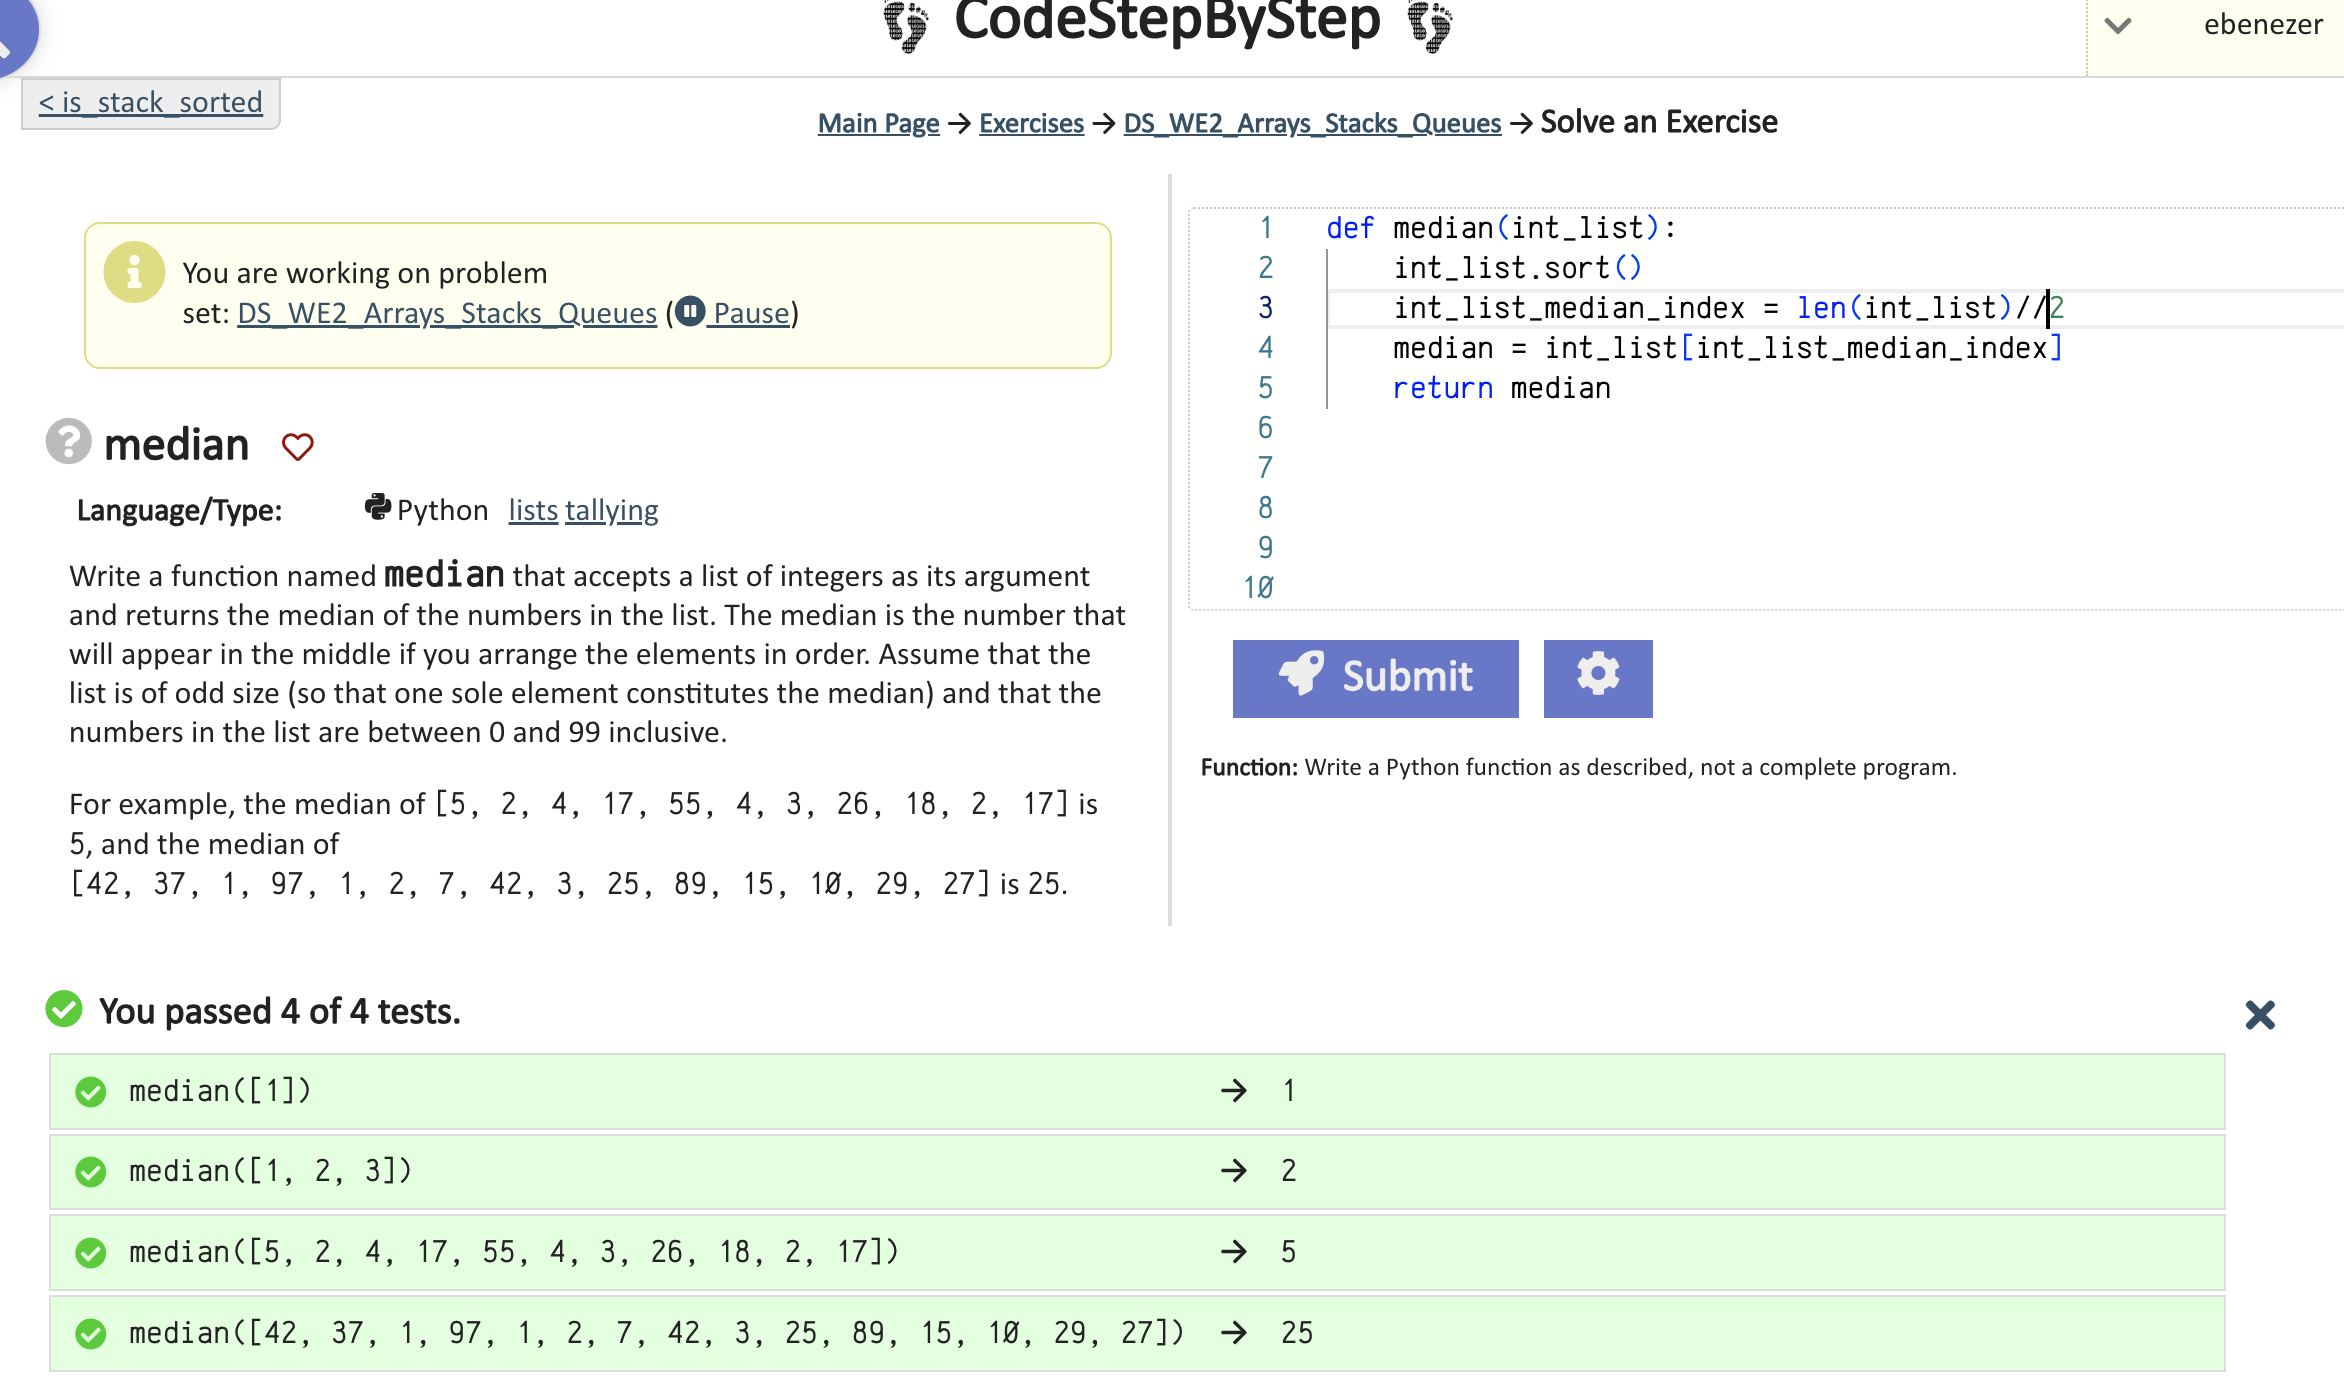 CodeStepByStep
ebenezer
< is_stack_sorted
Main Page → Exercises → DS_WE2_Arrays_Stacks_Queues → Solve an Exercise
You are working on problem
set: DS_WE2_Arrays_Stacks_Queues ( Pause)
median
Language/Type: Python lists tallying
Write a function named median that accepts a list of integers as its argument
and returns the median of the numbers in the list. The median is the number that
will appear in the middle if you arrange the elements in order. Assume that the
list is of odd size (so that one sole element constitutes the median) and that the
numbers in the list are between 0 and 99 inclusive.
For example, the median of [5, 2, 4, 17, 55, 4, 3, 26, 18, 2, 17] is
5, and the median of
[42, 37, 1, 97, 1, 2, 7, 42, 3, 25, 89, 15, 10, 29, 27] is 25.
1 def median(int_list):
2 int_list.sort()
3 int_list_median_index = len(int_list)//2
4 median = int_list[int_list_median_index]
5 return median
6
7
8
9
10
Submit
Function: Write a Python function as described, not a complete program.
You passed 4 of 4 tests.
median([1]) → 1
median([1, 2, 3]) → 2
median([5, 2, 4, 17, 55, 4, 3, 26, 18, 2, 17]) → 5
median([42, 37, 1, 97, 1, 2, 7, 42, 3, 25, 89, 15, 10, 29, 27]) → 25